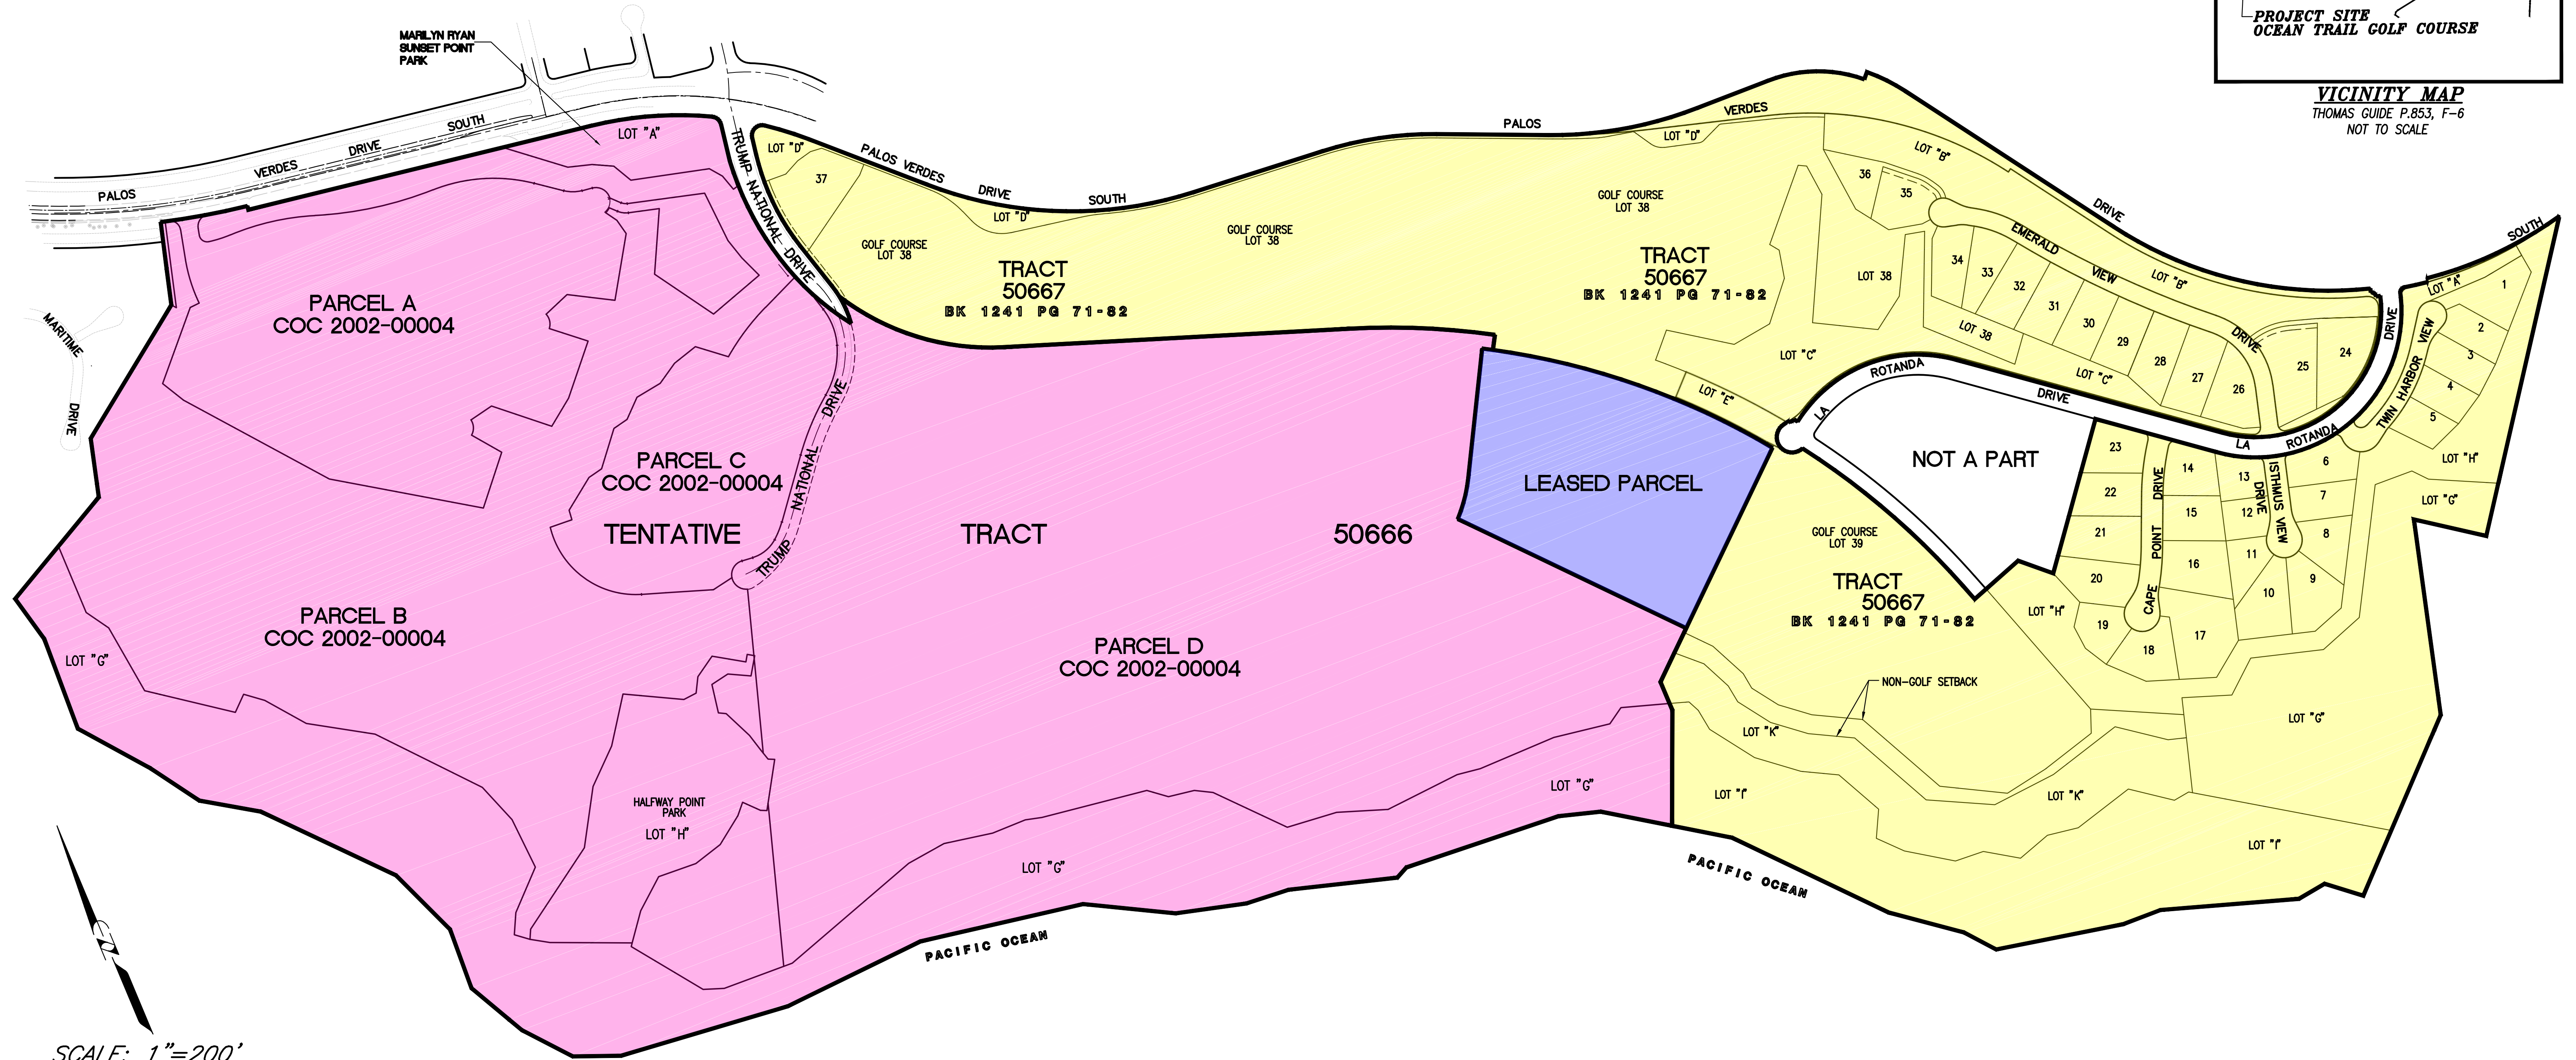 PROJECT SITE
OCEAN TRAIL GOLF COURSE
VICINITY MAP
THOMAS GUIDE P.853, F-6
NOT TO SCALE
MARILYN RYAN
SUNSET POINT
PARK
PALOS VERDES DRIVE SOUTH
LOT "A"
TRUMP NATIONAL DRIVE
LOT "D"
37
PALOS VERDES DRIVE SOUTH
LOT "D"
GOLF COURSE
LOT 38
GOLF COURSE
LOT 38
TRACT
50667
BK 1241 PG 71-82
PALOS VERDES
LOT "D"
GOLF COURSE
LOT 38
TRACT
50667
BK 1241 PG 71-82
LOT "B"
DRIVE
SOUTH
36
35
EMERALD VIEW DRIVE
LOT "B"
LOT 38
34
33
32
31
30
29
28
27
26
25
24
LOT 38
LOT "C"
LOT "C"
LOT "E"
LA ROTANDA DRIVE
LA ROTANDA DRIVE
LOT "A"
1
2
3
4
5
TWIN HARBOR VIEW
LOT "H"
LOT "G"
MARITIME
DRIVE
PARCEL A
COC 2002-00004
PARCEL C
COC 2002-00004
TRUMP NATIONAL DRIVE
TENTATIVE TRACT 50666
LEASED PARCEL
NOT A PART
23
22
21
20
19
18
17
16
15
14
CAPE POINT DRIVE
13
12
11
10
9
8
7
6
ISTHMUS VIEW
DRIVE
GOLF COURSE
LOT 39
TRACT
50667
BK 1241 PG 71-82
LOT "H"
PARCEL B
COC 2002-00004
LOT "G"
PARCEL D
COC 2002-00004
NON-GOLF SETBACK
LOT "K"
LOT "G"
HALFWAY POINT
PARK
LOT "H"
LOT "G"
LOT "G"
LOT "I"
LOT "K"
LOT "I"
PACIFIC OCEAN
PACIFIC OCEAN
SCALE: 1"=200'